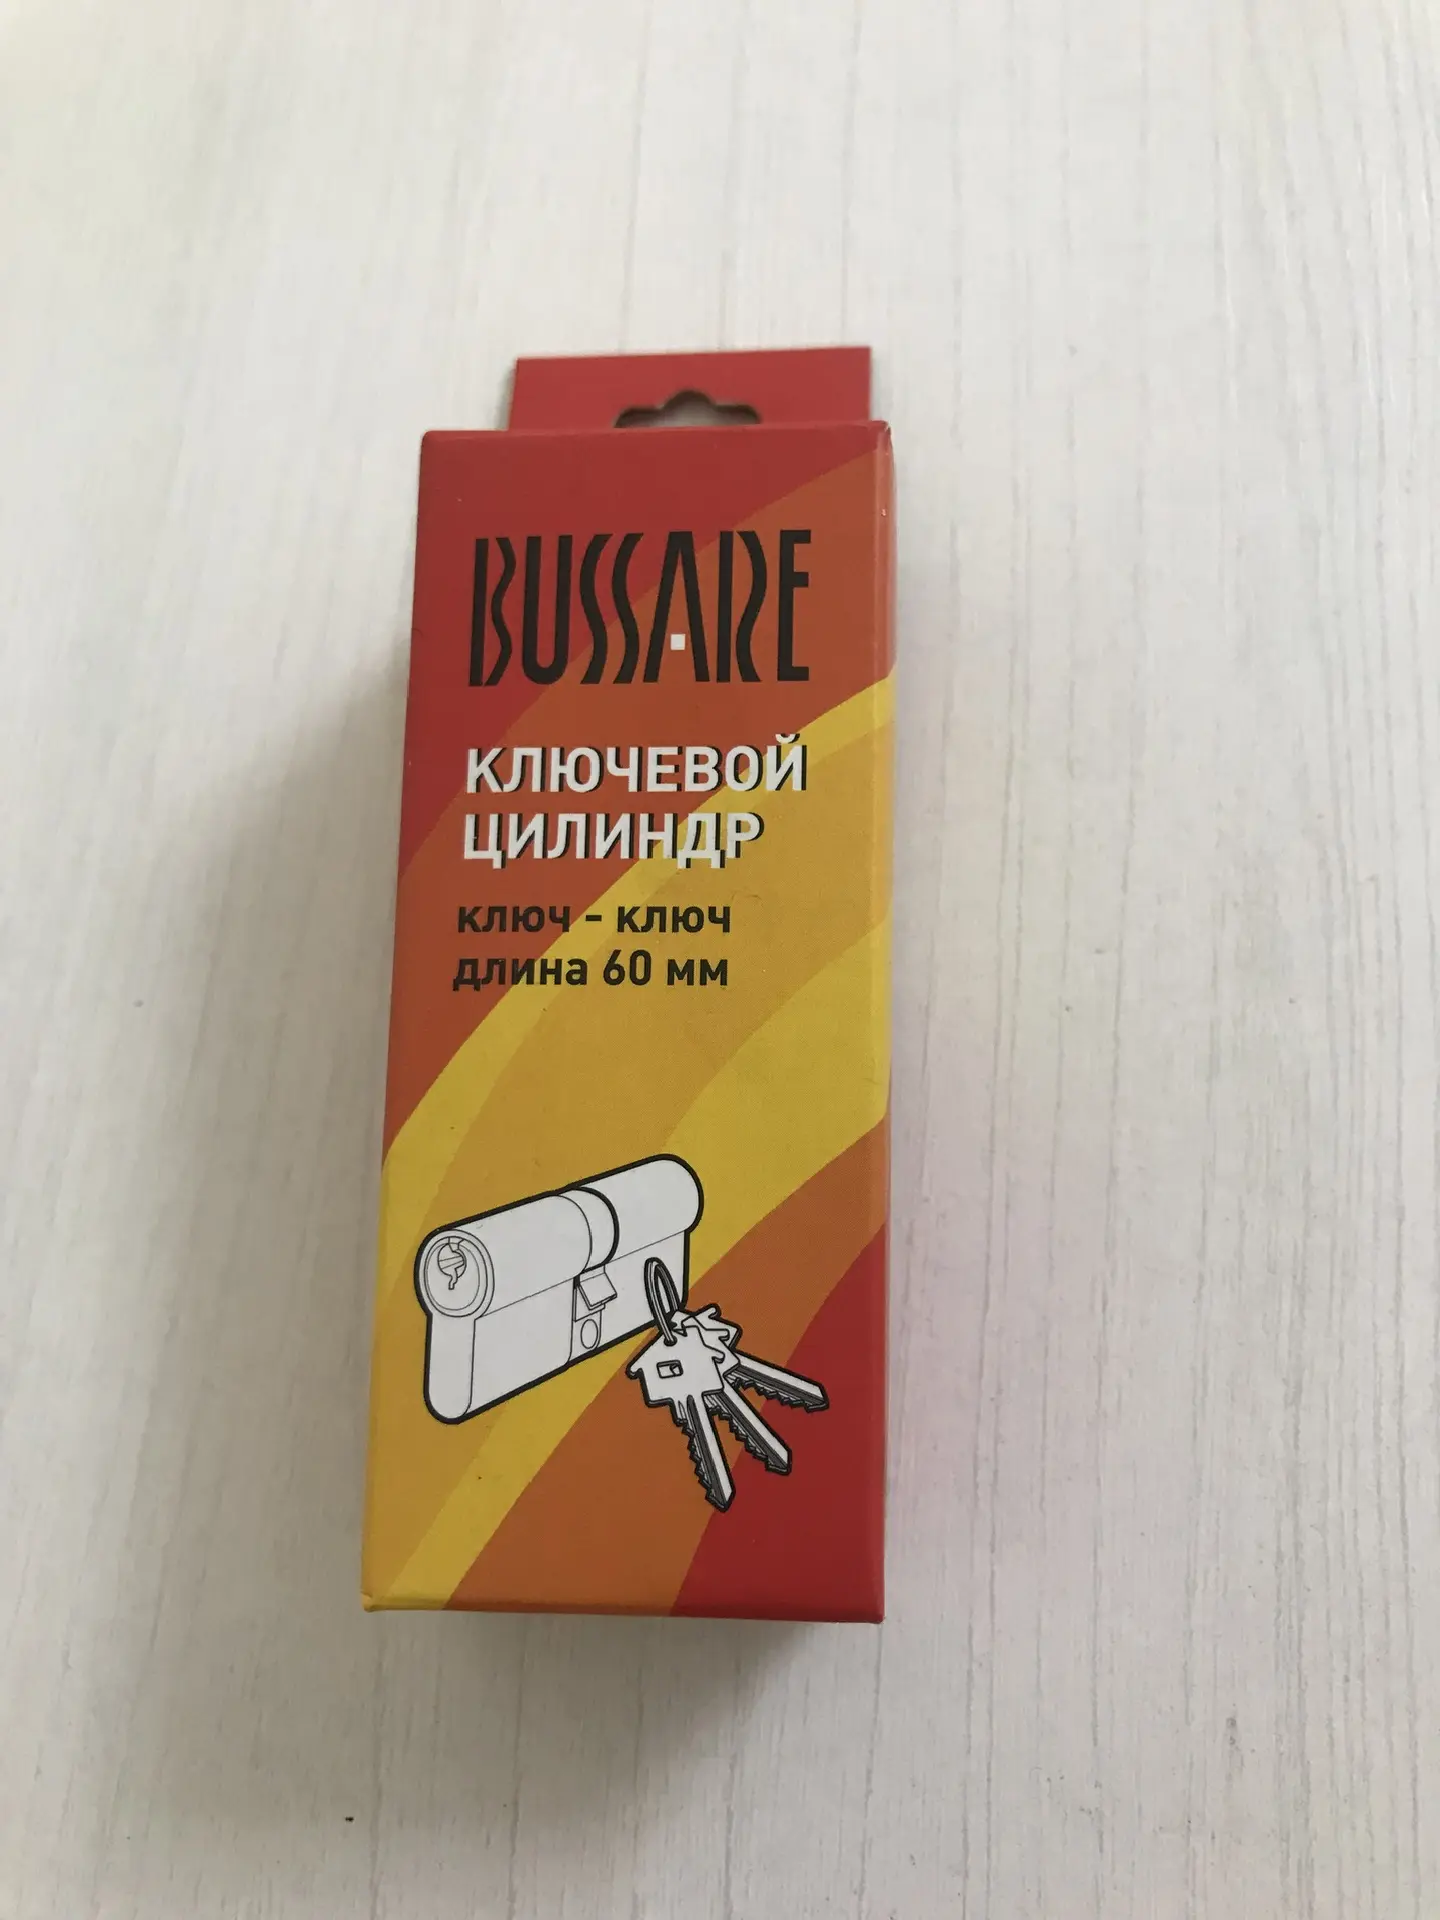 BUSSARE
КЛЮЧЕВОЙ
ЦИЛИНДР
ключ - ключ
длина 60 мм